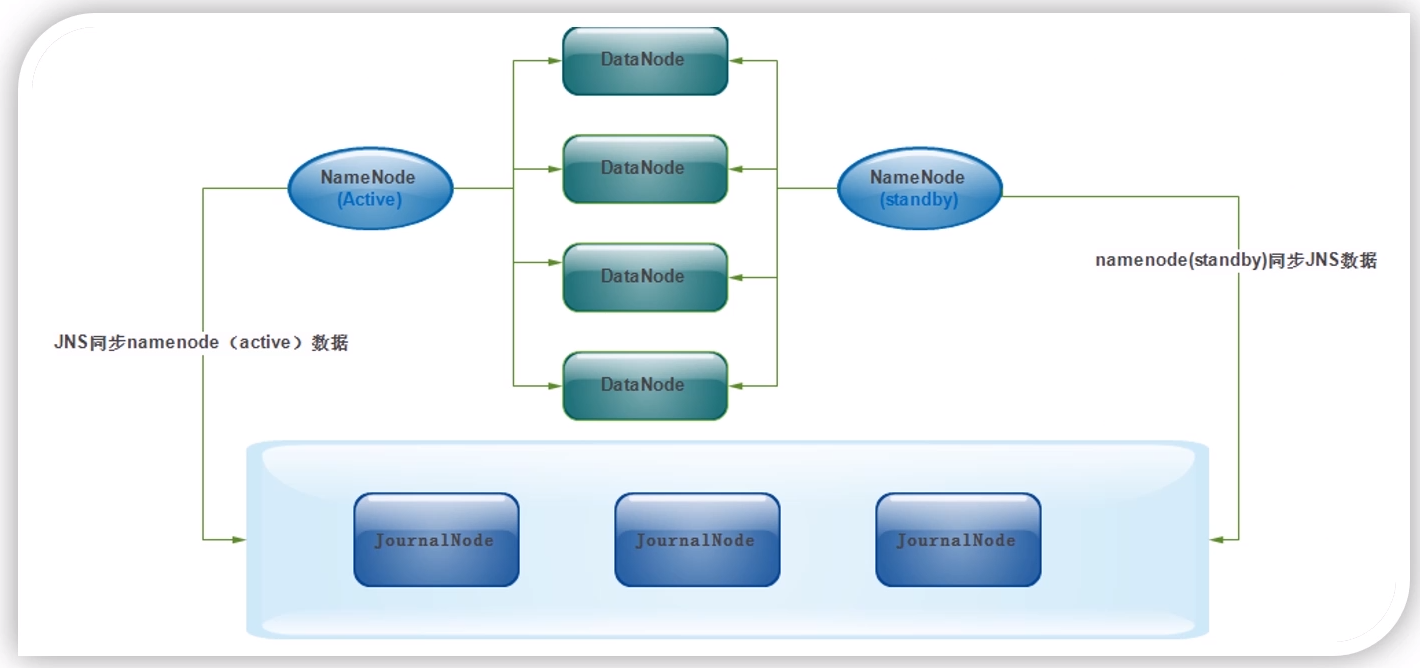 DataNode
DataNode
NameNode
(Active)
NameNode
(standby)
namenode(standby)同步JNS数据
DataNode
JNS同步namenode（active）数据
DataNode
JournalNode
JournalNode
JournalNode